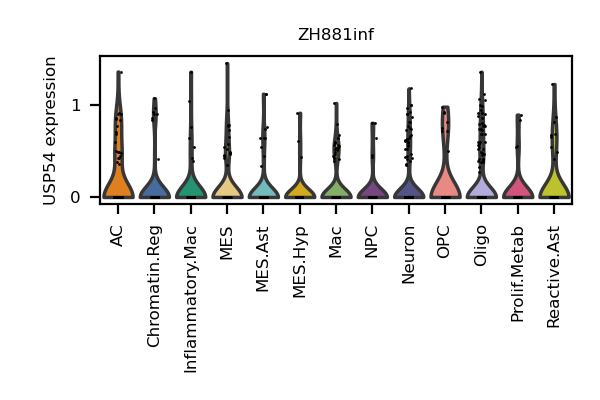 ZH881inf
USP54 expression
1
0
AC
Chromatin.Reg
Inflammatory.Mac
MES
MES.Ast
MES.Hyp
Mac
NPC
Neuron
OPC
Oligo
Prolif.Metab
Reactive.Ast